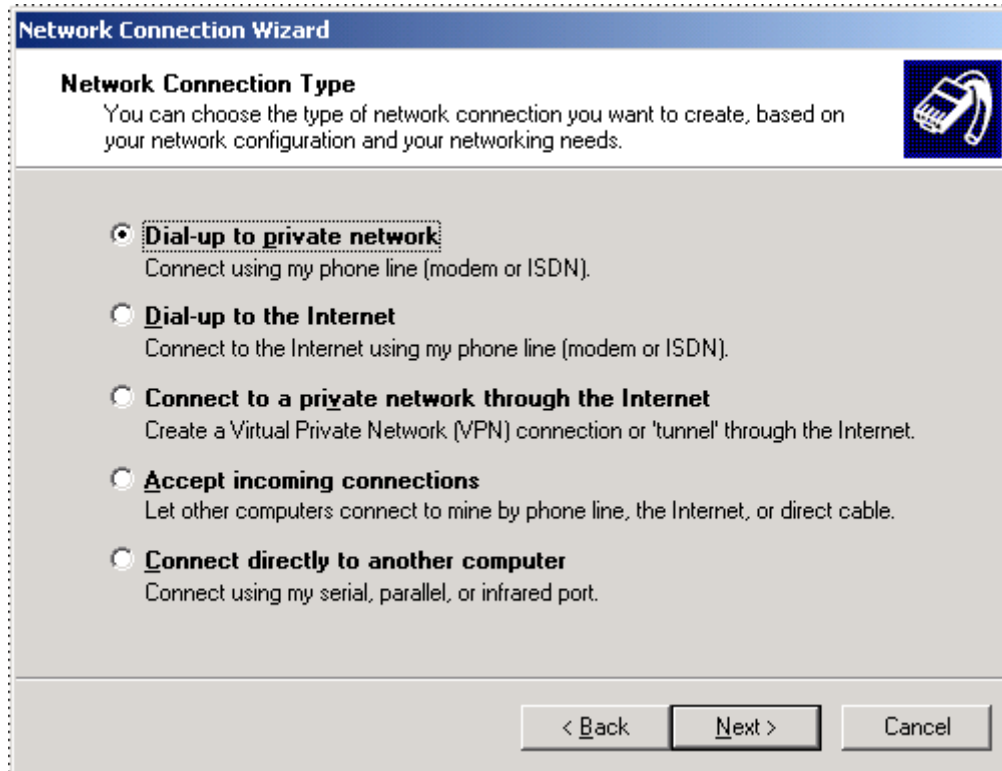 Network Connection Wizard
Network Connection Type
You can choose the type of network connection you want to create, based on
your network configuration and your networking needs.
Dial-up to private network
Connect using my phone line (modem or ISDN).
Dial-up to the Internet
Connect to the Internet using my phone line (modem or ISDN).
Connect to a private network through the Internet
Create a Virtual Private Network (VPN) connection or 'tunnel' through the Internet.
Accept incoming connections
Let other computers connect to mine by phone line, the Internet, or direct cable.
Connect directly to another computer
Connect using my serial, parallel, or infrared port.
< Back Next > Cancel